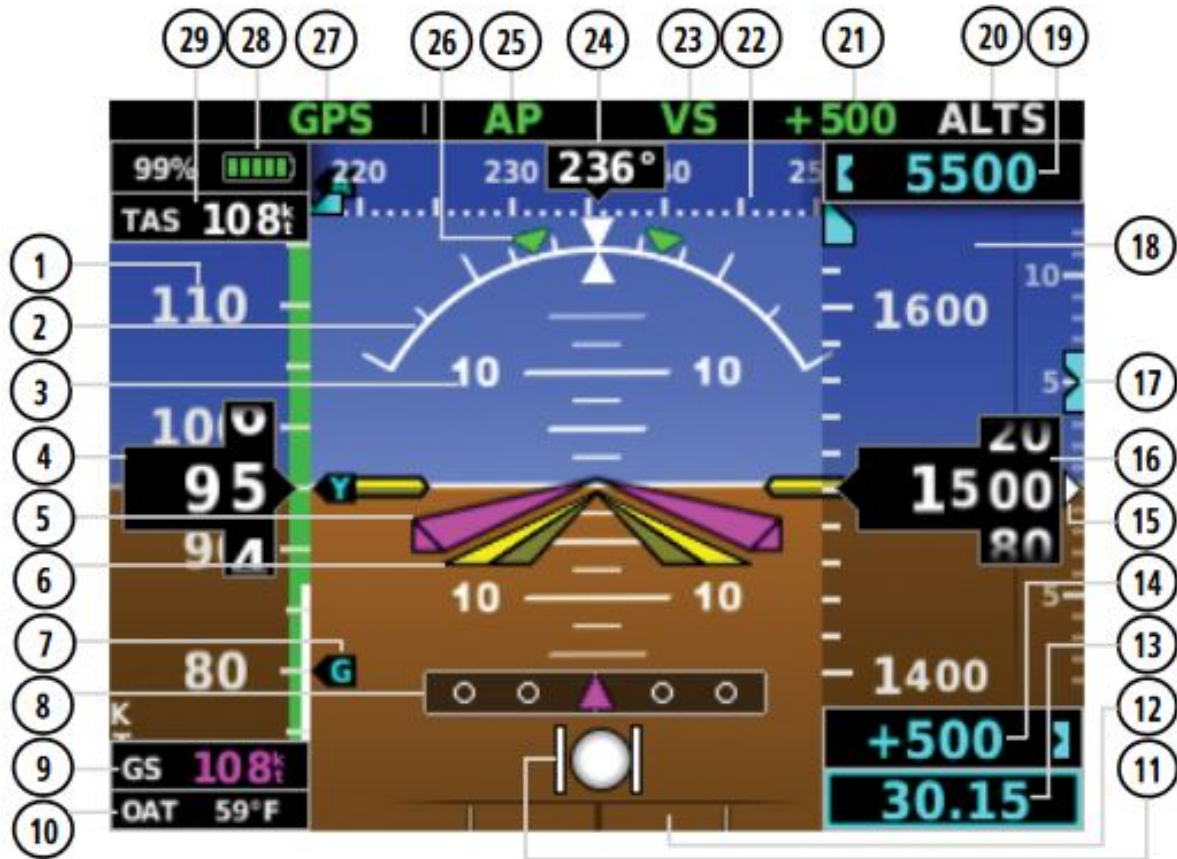 29 28 27 26 25 24 23 22 21 20 19
GPS AP VS +500 ALTS
99% 220 230 236° 5500
TAS 108kt
1 110 1600 10 18
2
3 10 10 5 17
4 95 1500 20 80 16
5 Y 15
6
10 10 5 14
7 80 G 1400 13
8
12
+500
9 GS 108kt 11
30.15
10 OAT 59°F